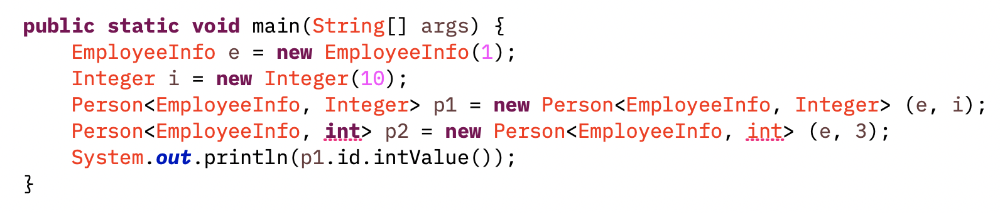 public static void main(String[] args) {
    EmployeeInfo e = new EmployeeInfo(1);
    Integer i = new Integer(10);
    Person<EmployeeInfo, Integer> p1 = new Person<EmployeeInfo, Integer> (e, i);
    Person<EmployeeInfo, int> p2 = new Person<EmployeeInfo, int> (e, 3);
    System.out.println(p1.id.intValue());
}